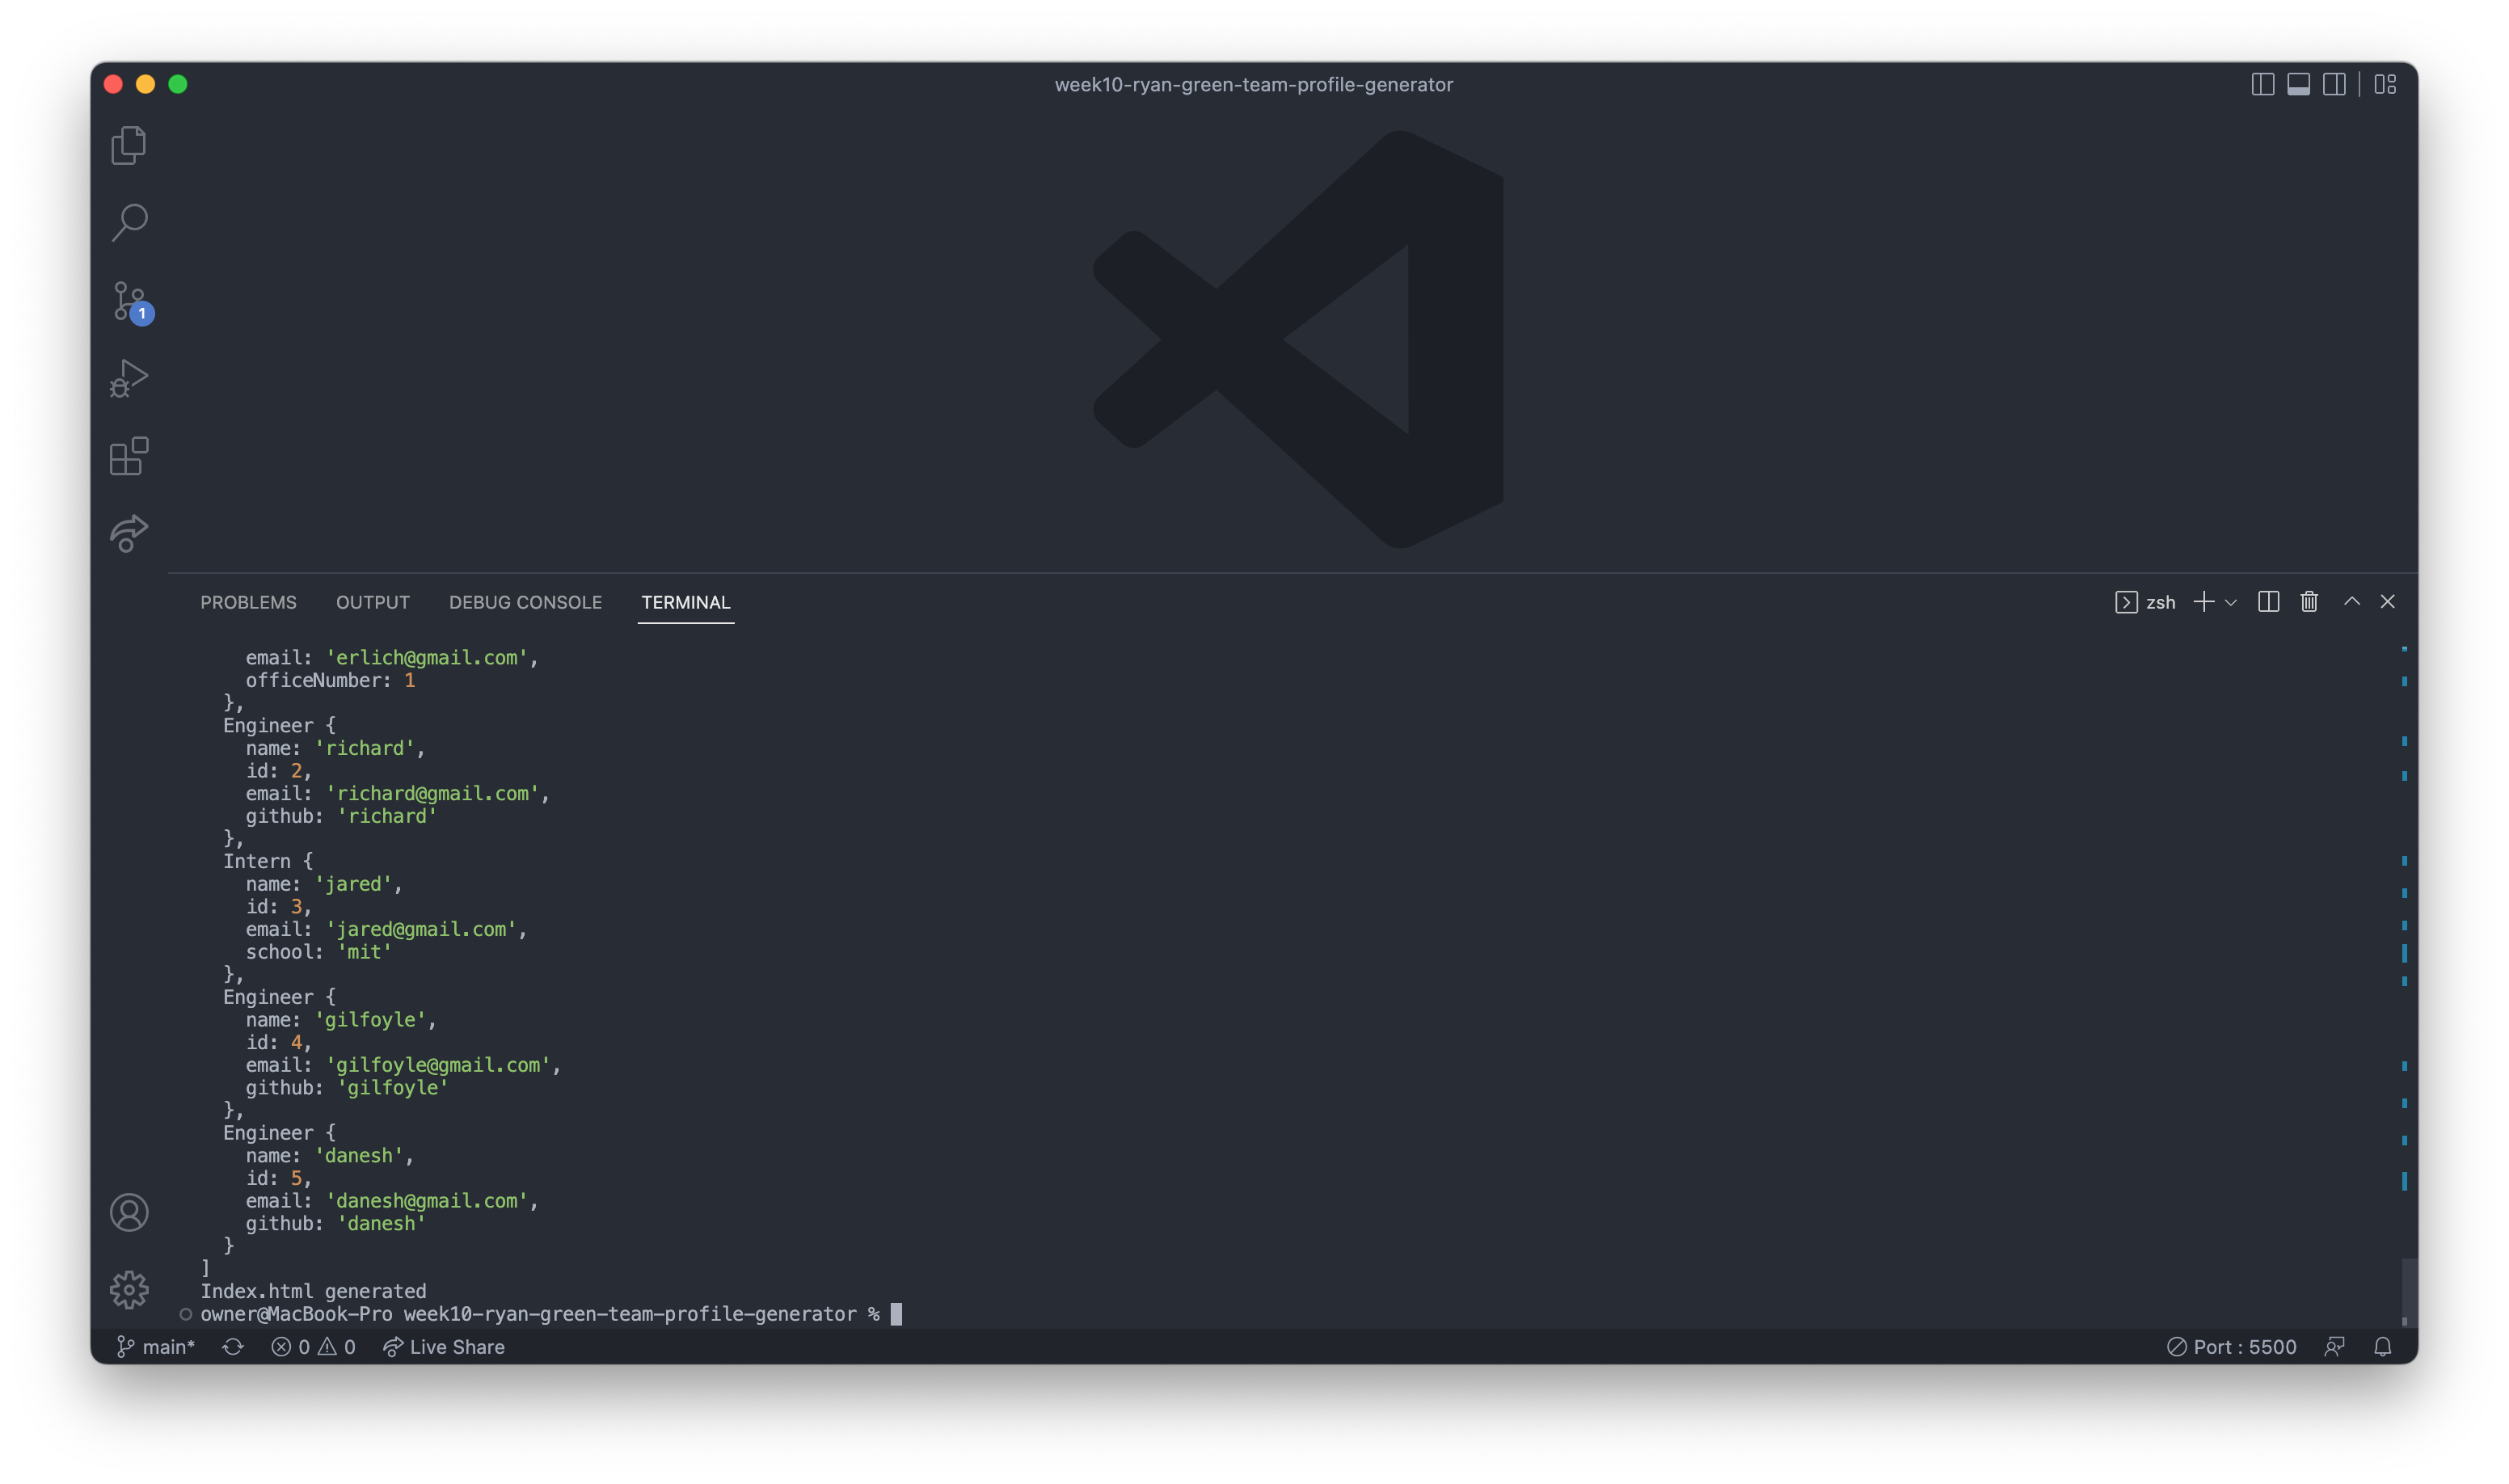 week10-ryan-green-team-profile-generator
1
PROBLEMS OUTPUT DEBUG CONSOLE TERMINAL zsh
email: 'erlich@gmail.com',
officeNumber: 1
},
Engineer {
name: 'richard',
id: 2,
email: 'richard@gmail.com',
github: 'richard'
},
Intern {
name: 'jared',
id: 3,
email: 'jared@gmail.com',
school: 'mit'
},
Engineer {
name: 'gilfoyle',
id: 4,
email: 'gilfoyle@gmail.com',
github: 'gilfoyle'
},
Engineer {
name: 'danesh',
id: 5,
email: 'danesh@gmail.com',
github: 'danesh'
}
]
Index.html generated
owner@MacBook-Pro week10-ryan-green-team-profile-generator %
main* 0 0 Live Share Port : 5500